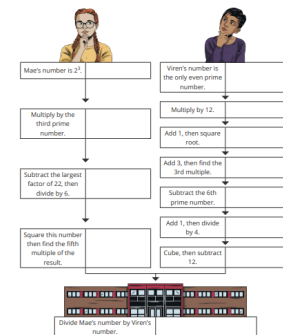 Mae's number is 2³.
Multiply by the
third prime
number.
Subtract the largest
factor of 22, then
divide by 6.
Square this number
then find the fifth
multiple of the
result.
Viren's number is
the only even prime
number.
Multiply by 12.
Add 1, then square
root.
Add 3, then find the
3rd multiple.
Subtract the 6th
prime number.
Add 1, then divide
by 4.
Cube, then subtract
12.
Divide Mae's number by Viren's
number.